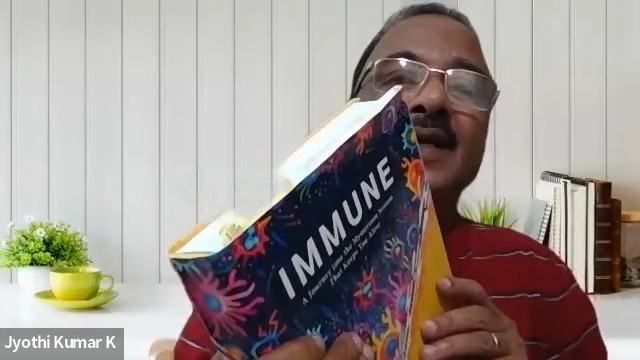 IMMUNE
A Journey into the Mysterious System
That Keeps You Alive
Jyothi Kumar K